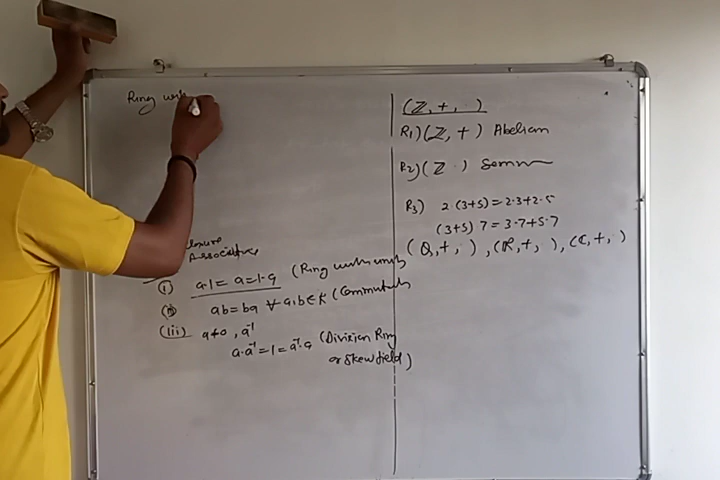 Ring with
closure
Associative
(i) a·1 = a = 1·a (Ring with unity
(ii) ab = ba ∀ a,b ∈ R (Commutative
(iii) a≠0, a⁻¹
a·a⁻¹ = 1 = a⁻¹·a (Division Ring
or skew field)
(Z, +, ·)
R1) (Z, +) Abelian
R2) (Z ·) Semi
R3) 2 (3+5) = 2·3+2·5
(3+5) 7 = 3·7+5·7
(Q, +, ·), (R, +, ·), (C, +, ·)